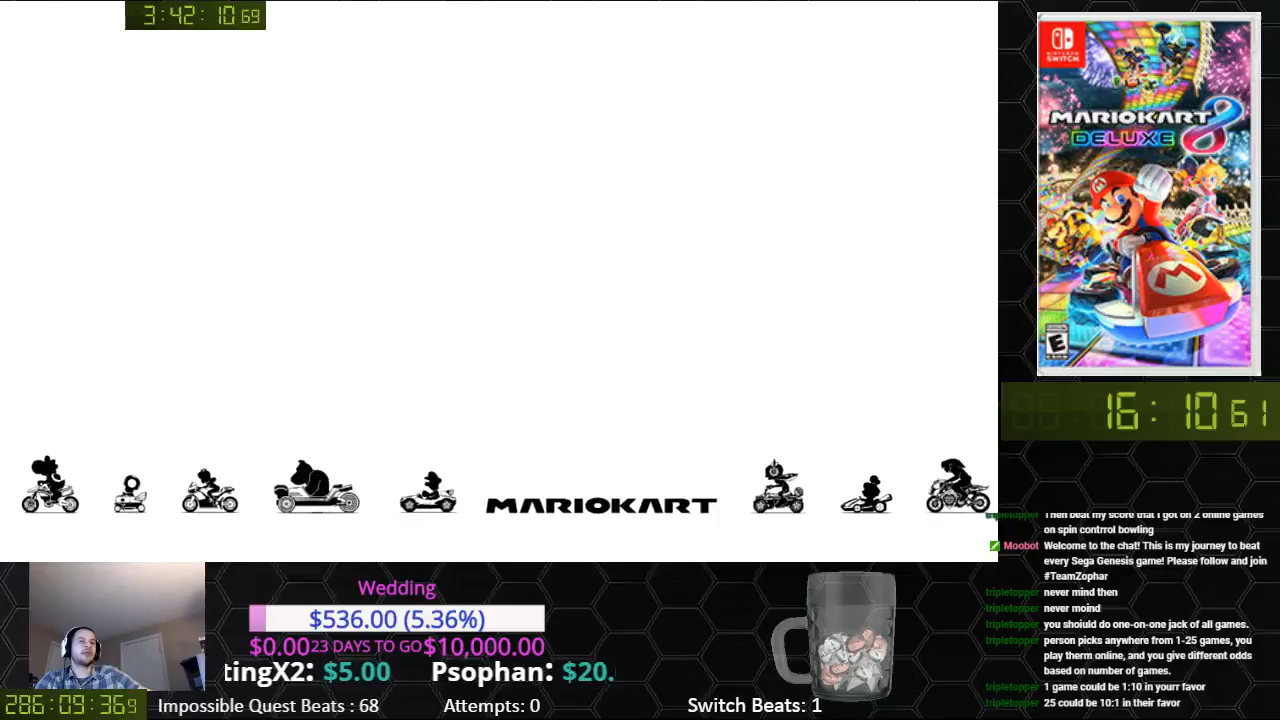 3:42:10 69
NINTENDO
SWITCH
MARIOKART 8
DELUXE
M
M
E
MARIOKART
16:10 61
tripletopper Then beat my score that I got on 2 online games
on spin contrrol bowling
Moobot Welcome to the chat! This is my journey to beat
every Sega Genesis game! Please follow and join
#TeamZophar
tripletopper never mind then
tripletopper never moind
tripletopper you shoiuld do one-on-one jack of all games.
tripletopper person picks anywhere from 1-25 games, you
play therm online, and you give different odds
based on number of games.
tripletopper 1 game could be 1:10 in yourr favor
tripletopper 25 could be 10:1 in their favor
Wedding
$536.00 (5.36%)
$0.00 23 DAYS TO GO $10,000.00
tingX2: $5.00 Psophan: $20.
286:09:36 9
Impossible Quest Beats : 68 Attempts: 0 Switch Beats: 1